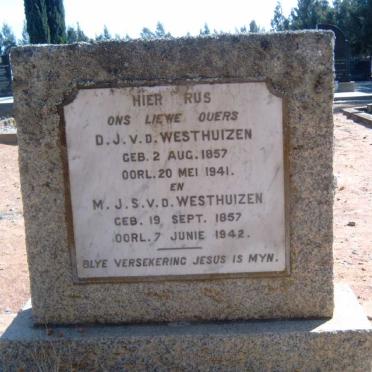 HIER RUS
ONS LIEWE OUERS
D.J.V.D. WESTHUIZEN
GEB. 2 AUG. 1857
OORL. 20 MEI 1941.
EN
M.J.S.V.D. WESTHUIZEN
GEB. 19 SEPT. 1857
OORL. 7 JUNIE 1942.
BLYE VERSEKERING JESUS IS MYN.